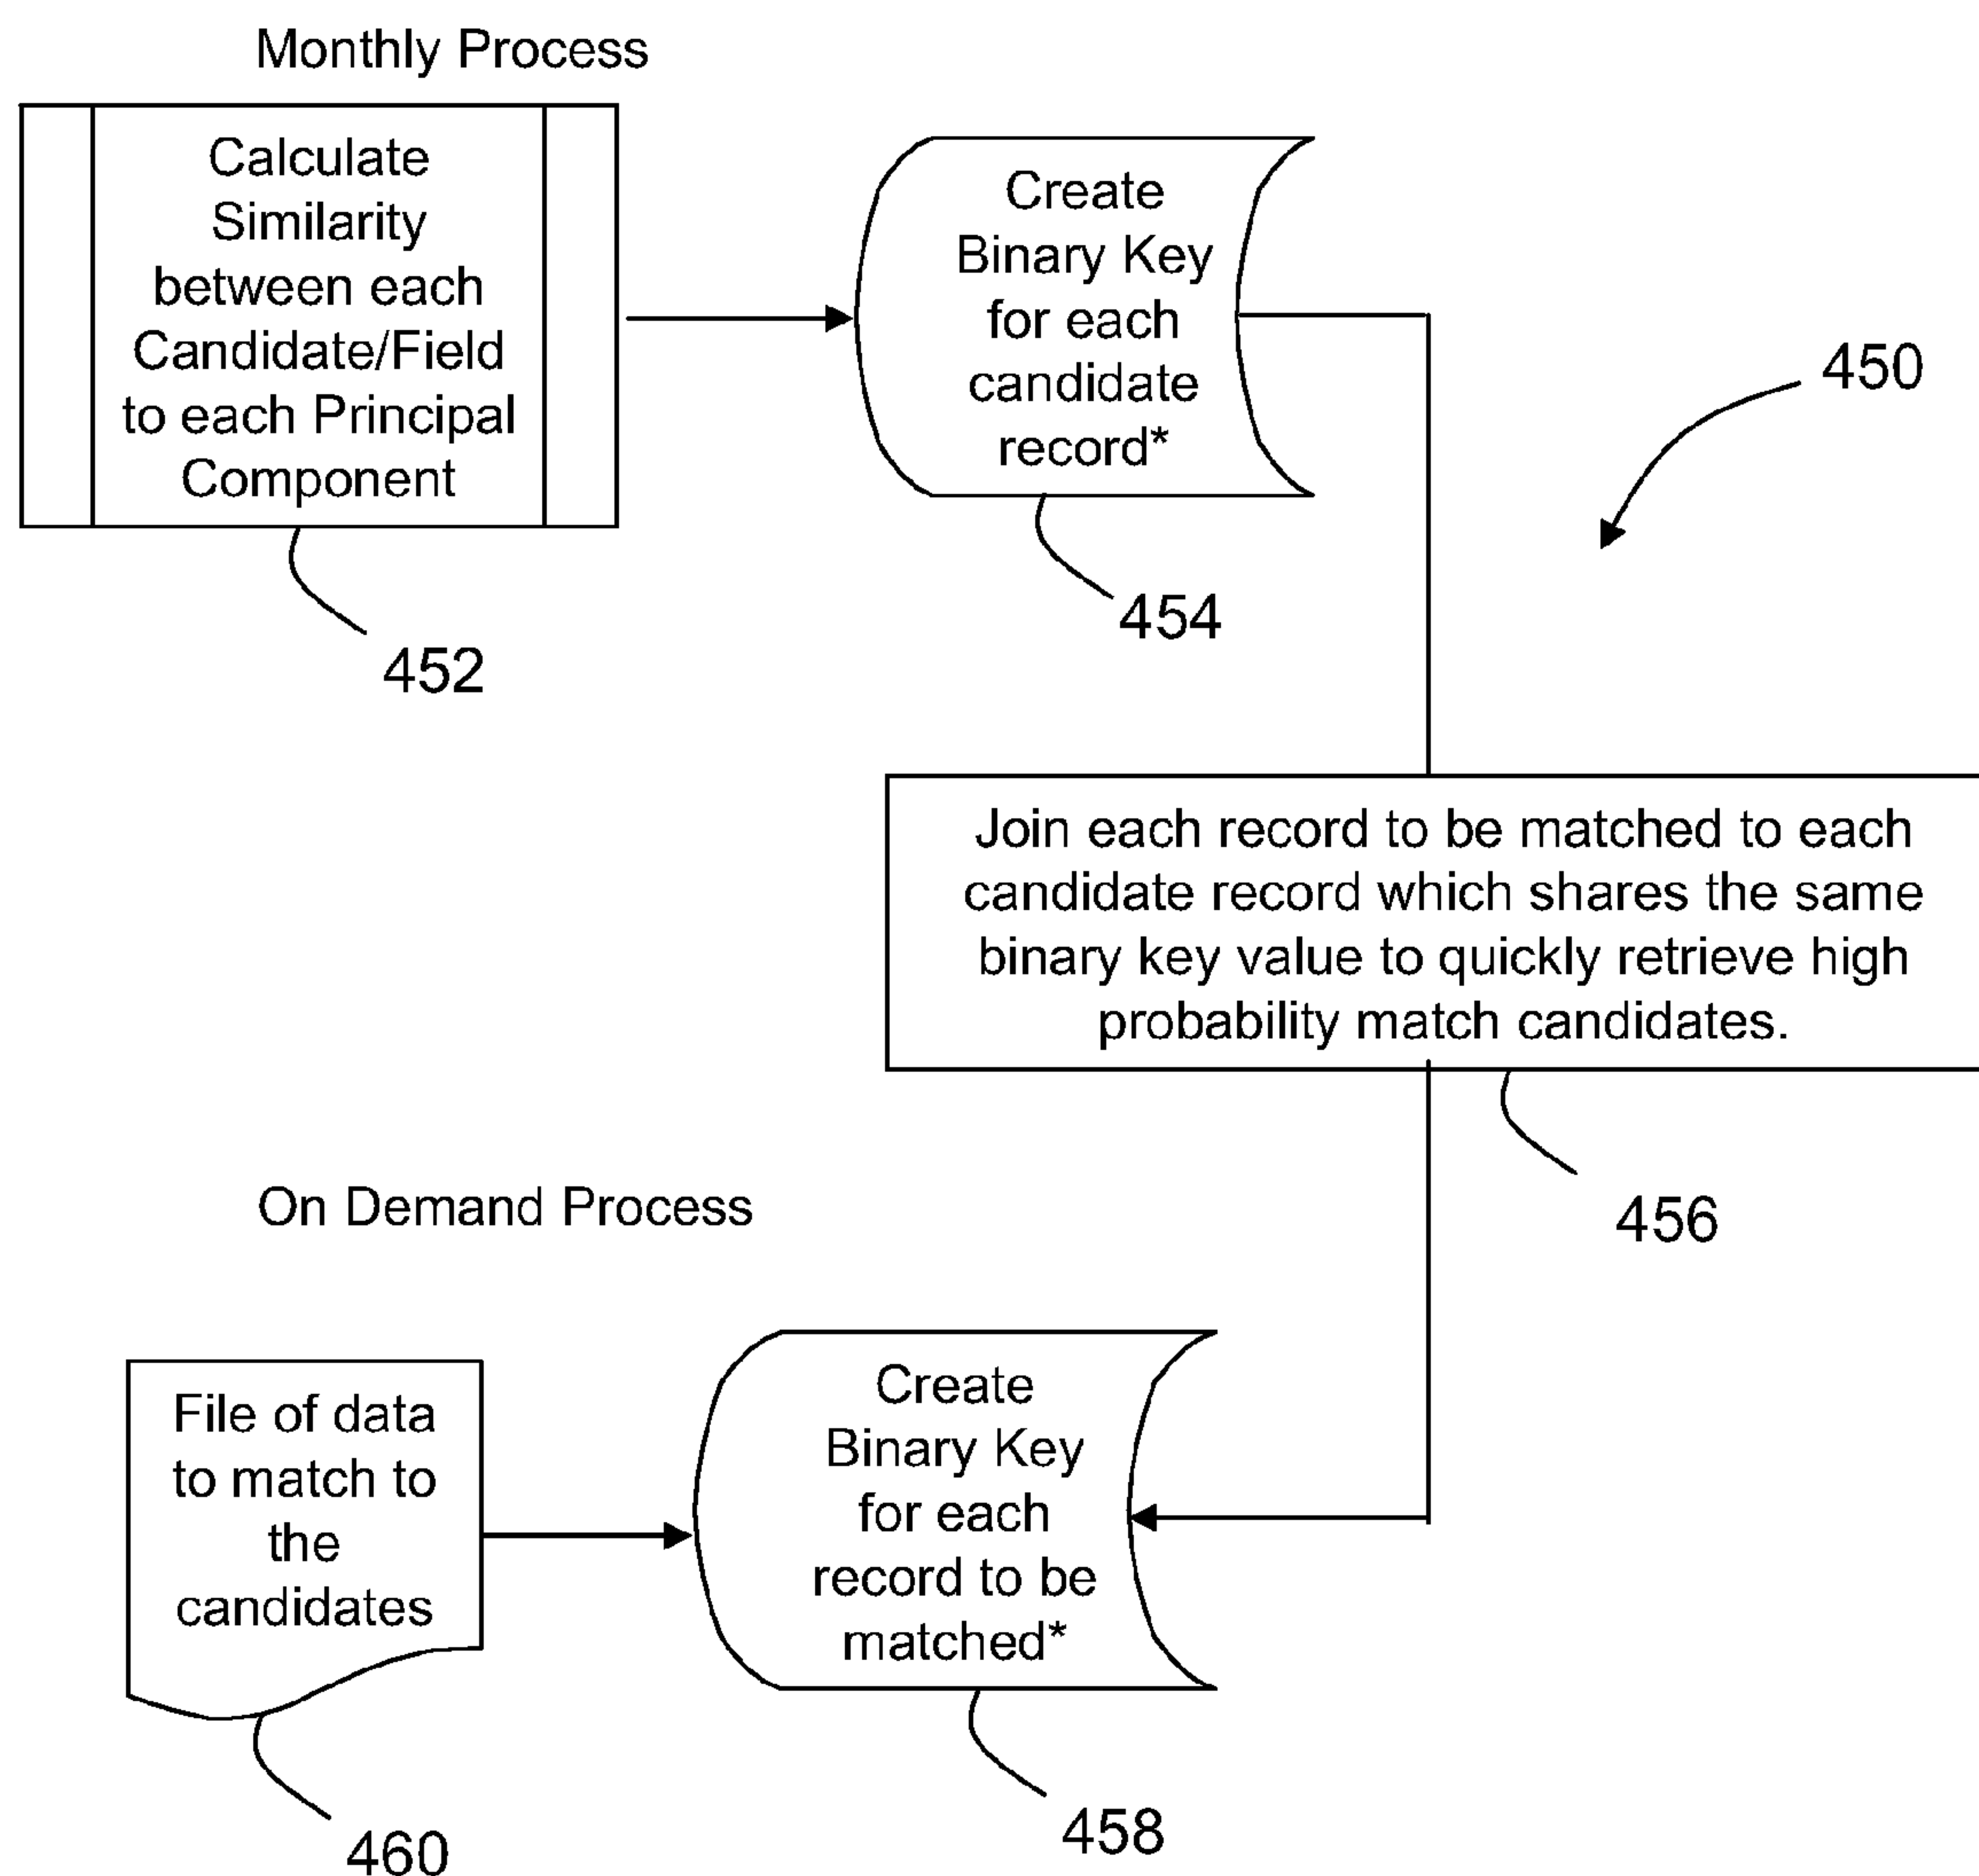 Monthly Process
Calculate
Similarity
between each
Candidate/Field
to each Principal
Component
452
Create
Binary Key
for each
candidate
record*
454
450
Join each record to be matched to each
candidate record which shares the same
binary key value to quickly retrieve high
probability match candidates.
456
On Demand Process
File of data
to match to
the
candidates
460
Create
Binary Key
for each
record to be
matched*
458